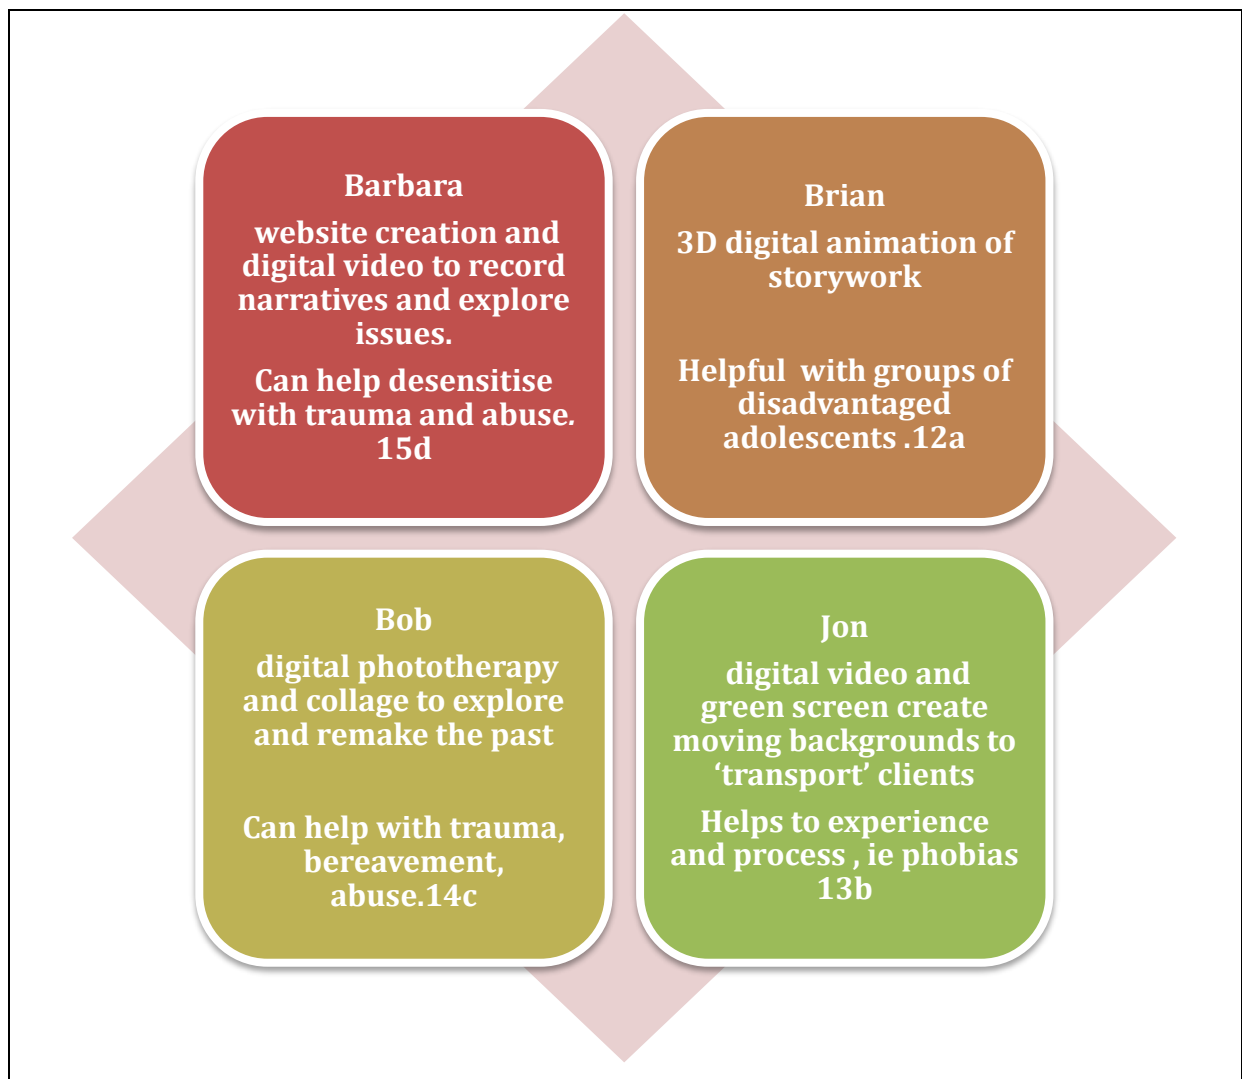 Barbara
website creation and
digital video to record
narratives and explore
issues.
Can help desensitise
with trauma and abuse.
15d
Brian
3D digital animation of
storywork
Helpful  with groups of
disadvantaged
adolescents .12a
Bob
digital phototherapy
and collage to explore
and remake the past
Can help with trauma,
bereavement,
abuse.14c
Jon
digital video and
green screen create
moving backgrounds to
‘transport’ clients
Helps to experience
and process , ie phobias
13b